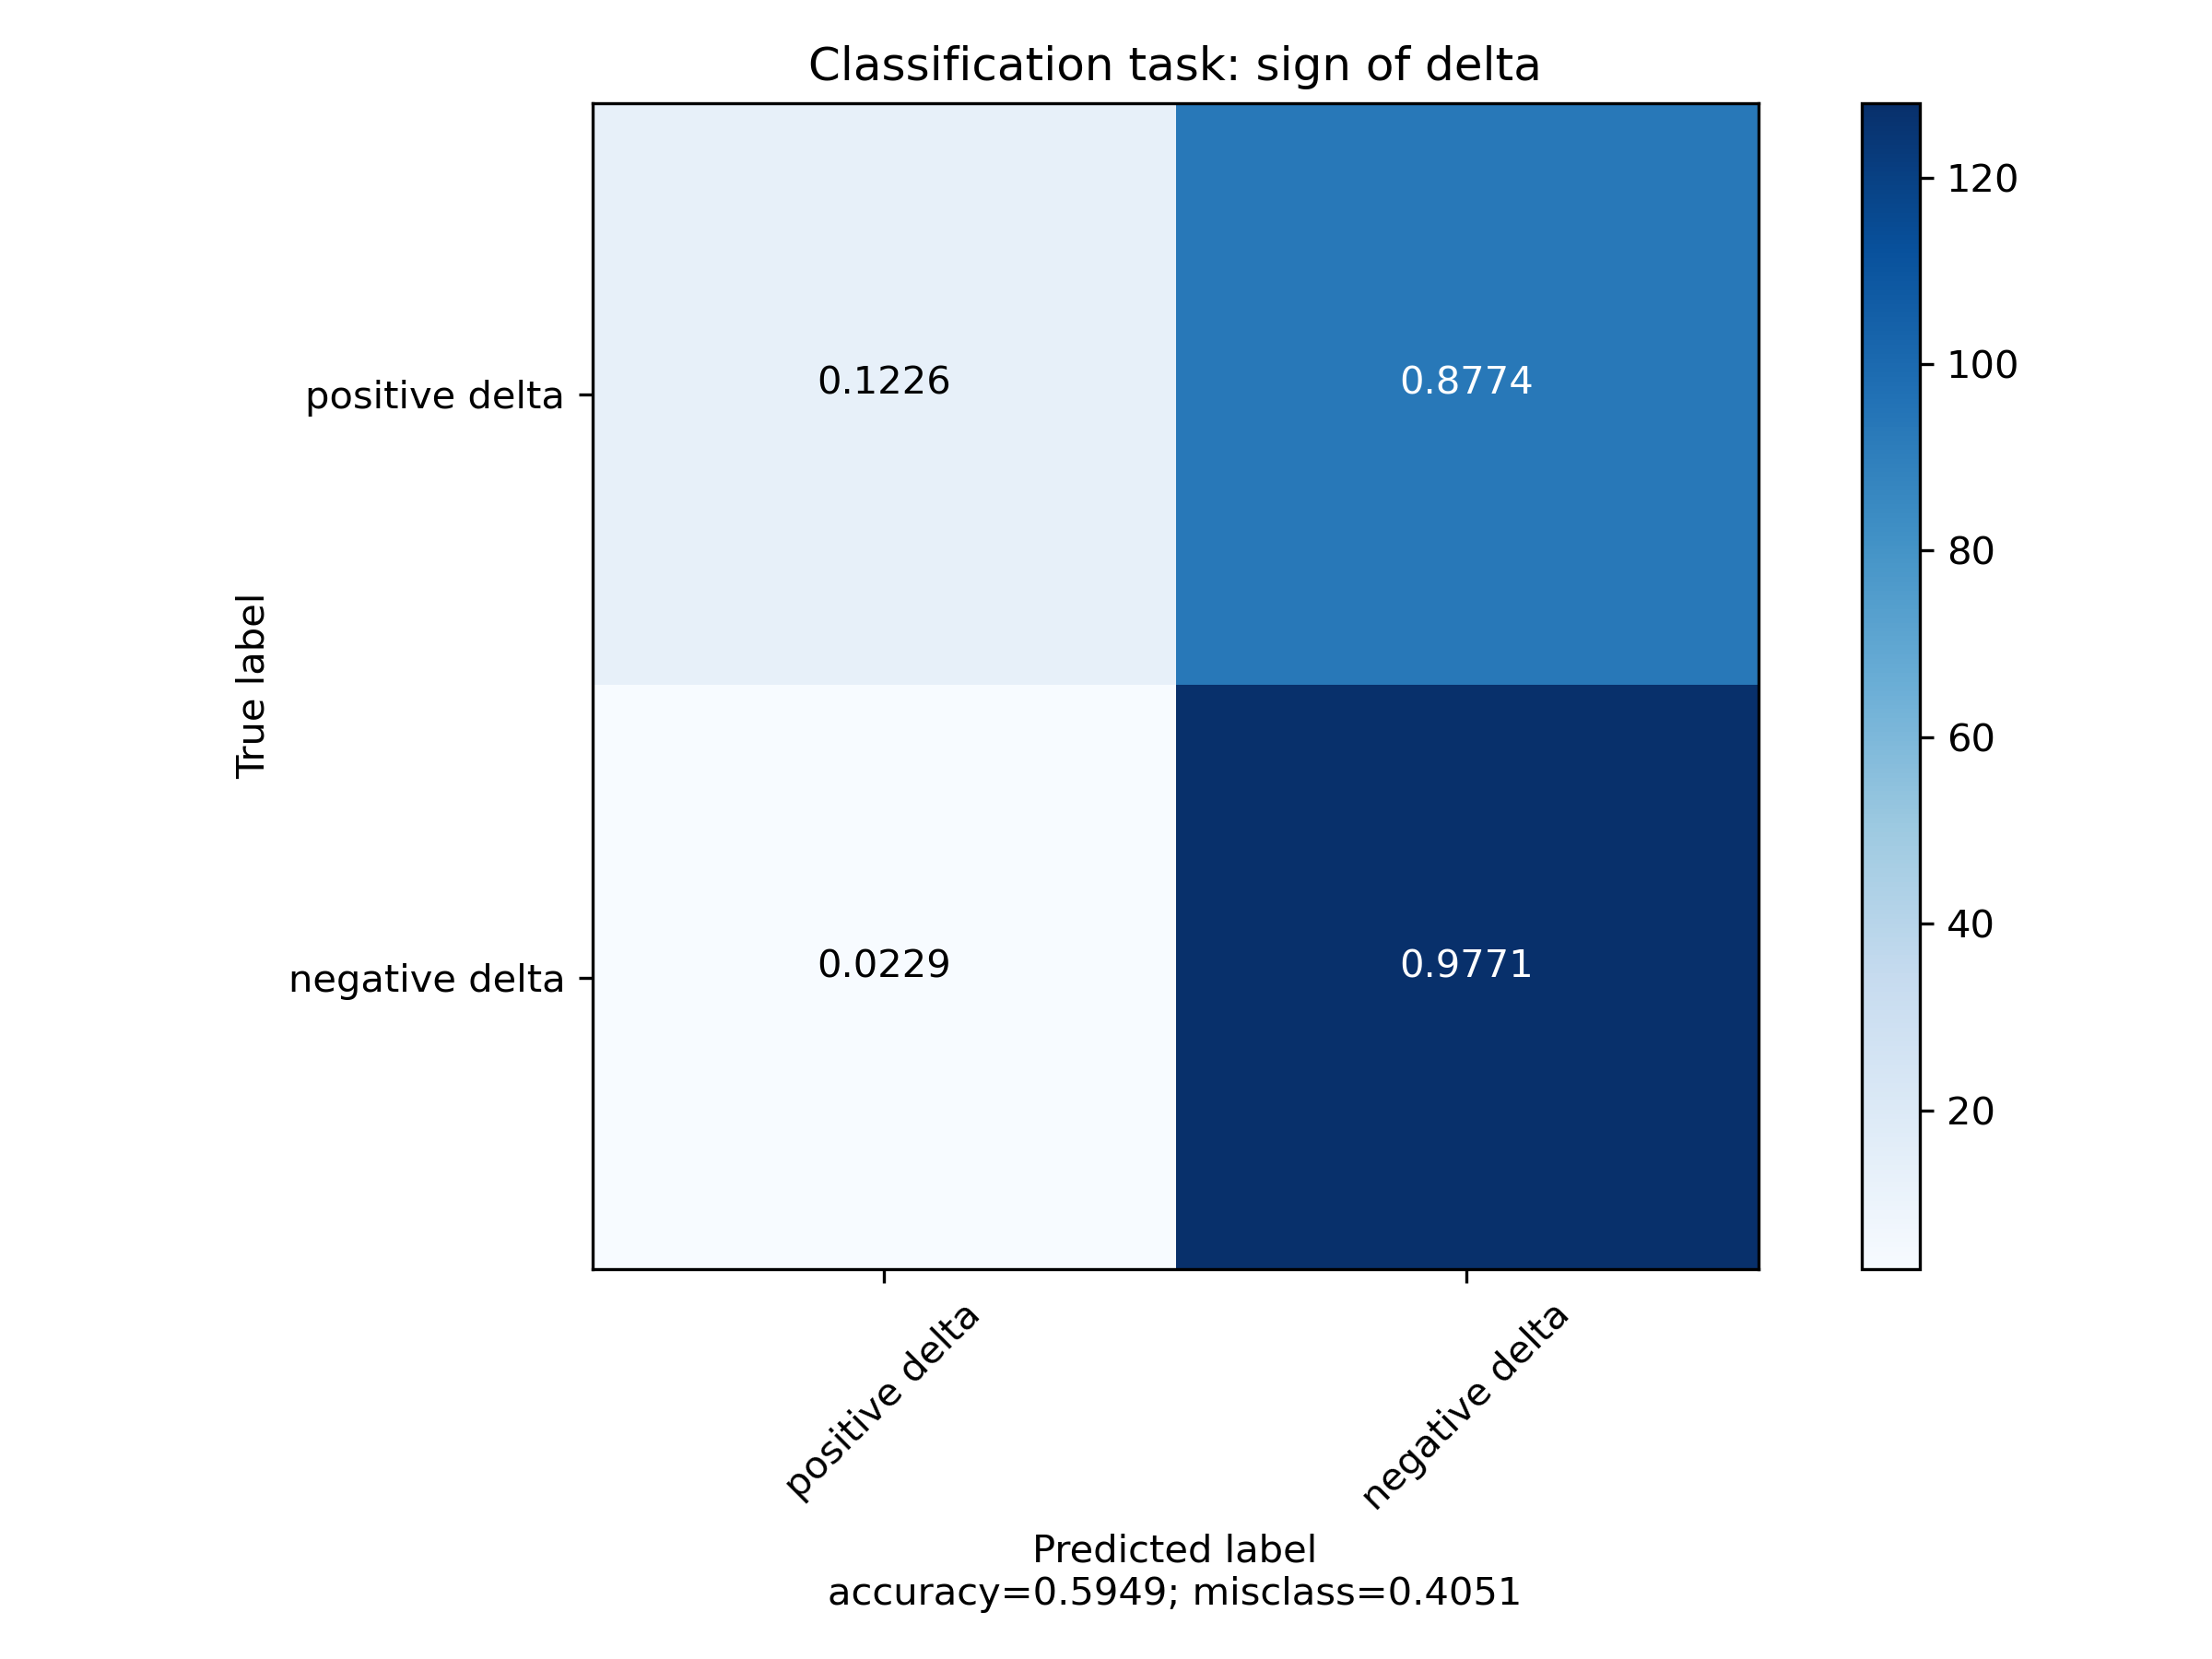 Classification task: sign of delta
True label
positive delta
0.1226
0.8774
negative delta
0.0229
0.9771
positive delta
negative delta
Predicted label
accuracy=0.5949; misclass=0.4051
120
100
80
60
40
20